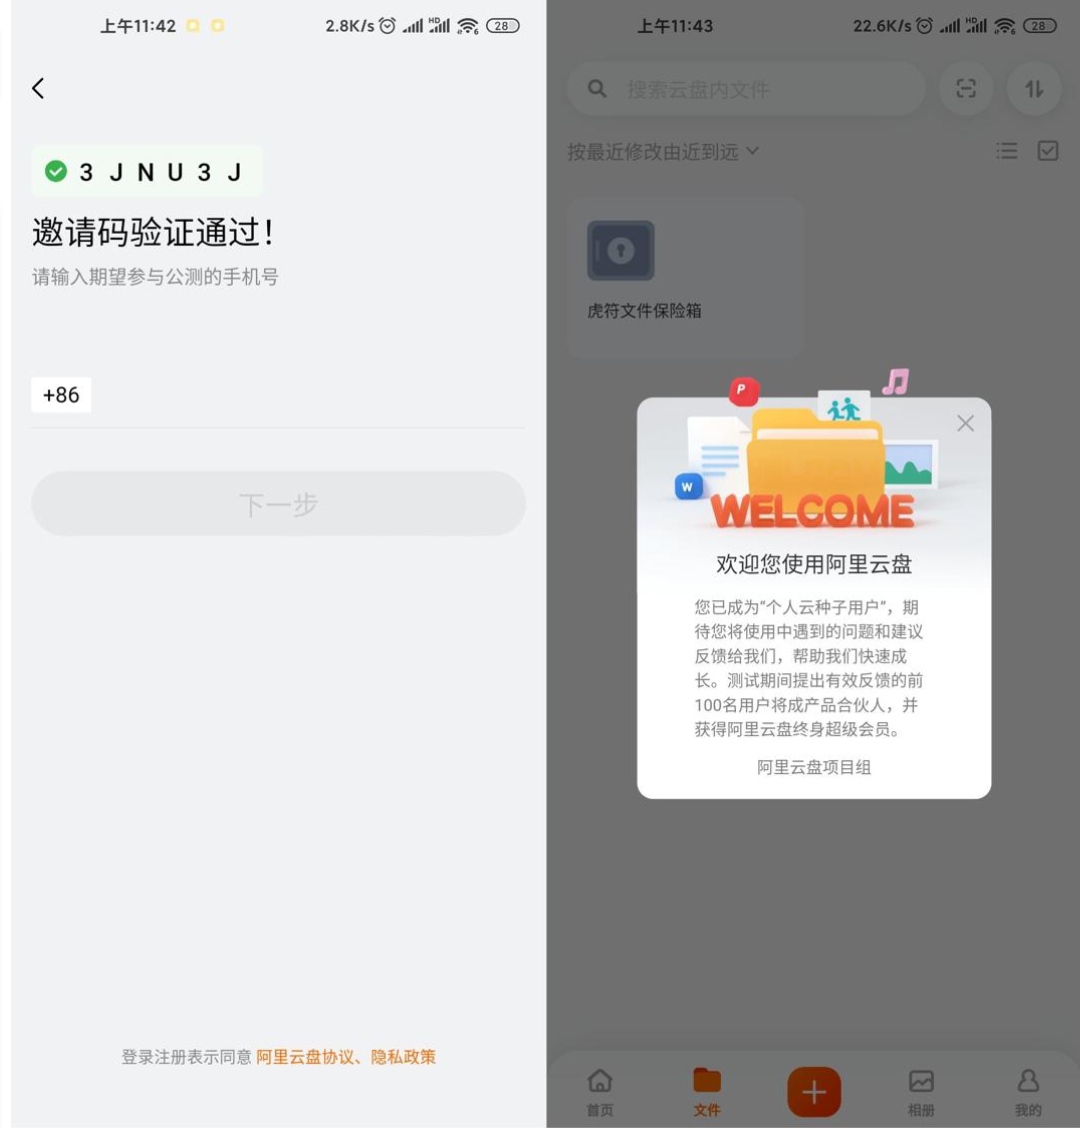 上午11:42
2.8K/s
HD
6
28
3 J N U 3 J
邀请码验证通过!
请输入期望参与公测的手机号
+86
下一步
登录注册表示同意 阿里云盘协议、隐私政策
上午11:43
22.6K/s
HD
6
28
搜索云盘内文件
按最近修改由近到远
虎符文件保险箱
P
W
WELCOME
欢迎您使用阿里云盘
您已成为“个人云种子用户”，期
待您将使用中遇到的问题和建议
反馈给我们，帮助我们快速成
长。测试期间提出有效反馈的前
100名用户将成产品合伙人，并
获得阿里云盘终身超级会员。
阿里云盘项目组
首页
文件
相册
我的